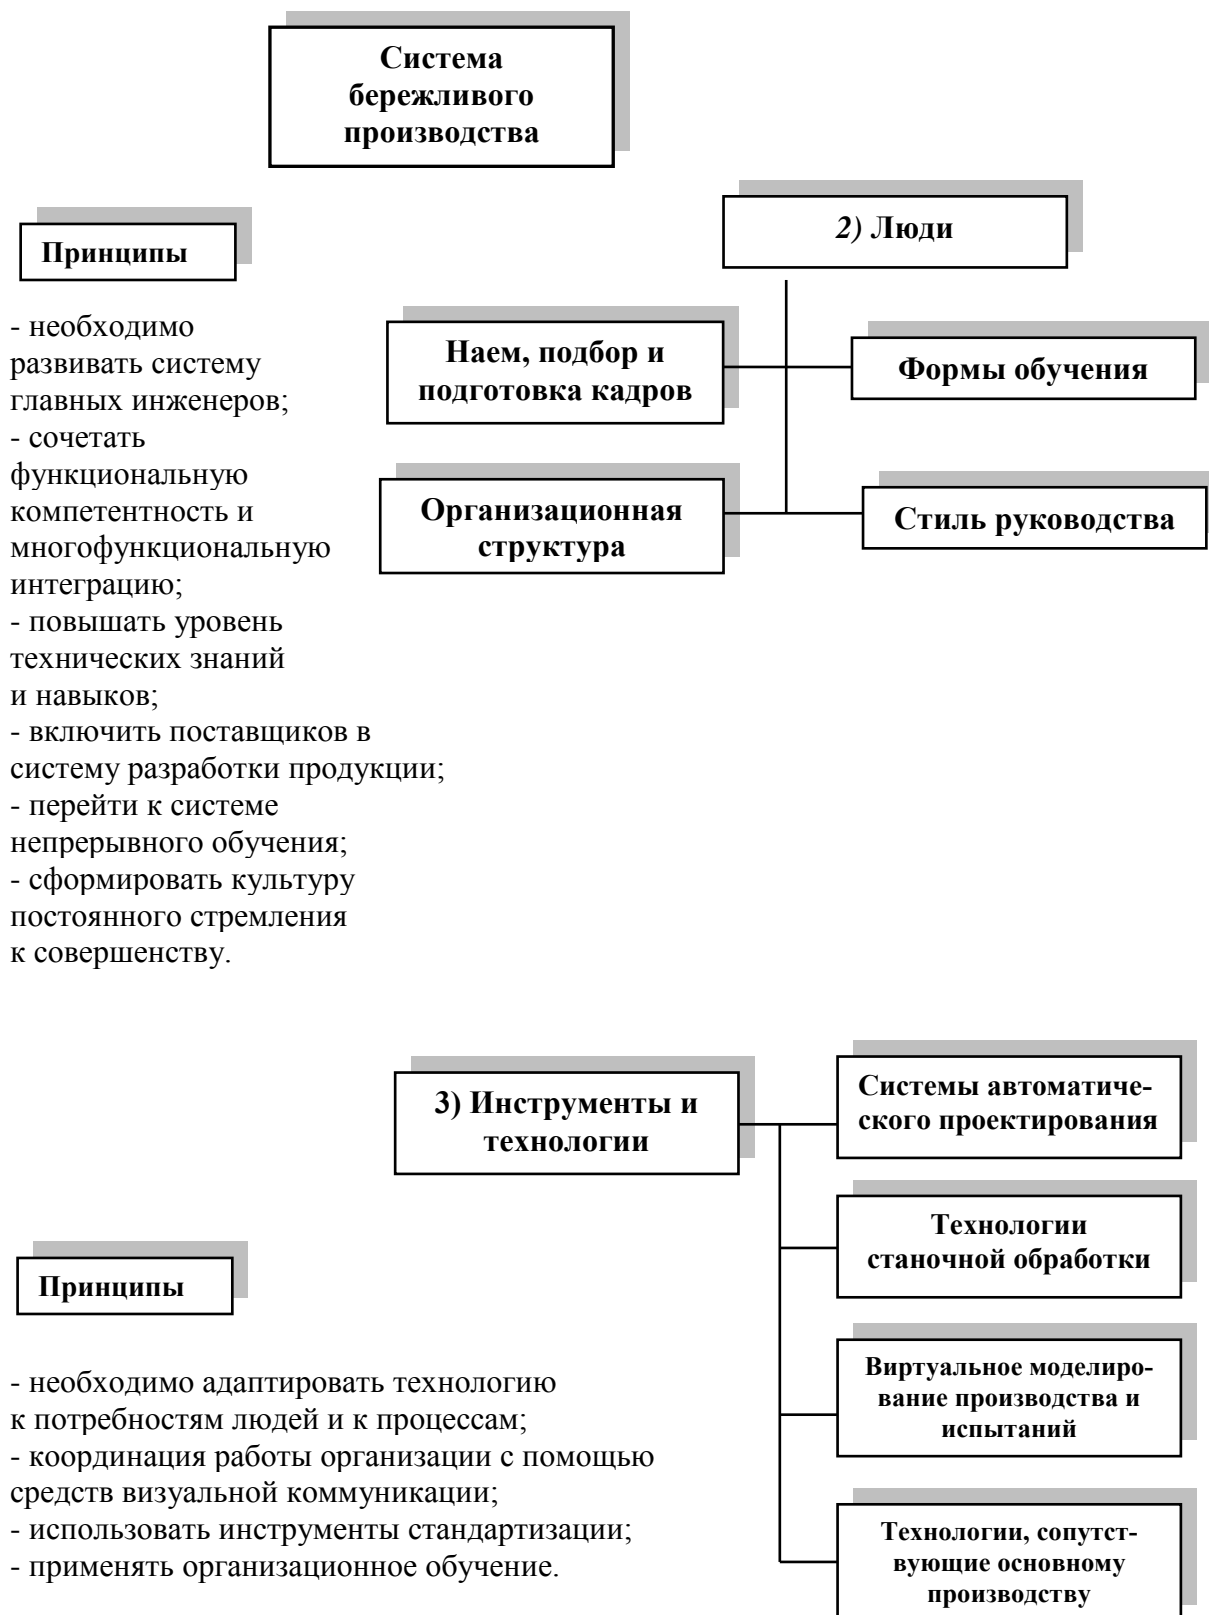 Система
бережливого
производства
2) Люди
Принципы
- необходимо
развивать систему
главных инженеров;
- сочетать
функциональную
компетентность и
многофункциональную
интеграцию;
- повышать уровень
технических знаний
и навыков;
- включить поставщиков в
систему разработки продукции;
- перейти к системе
непрерывного обучения;
- сформировать культуру
постоянного стремления
к совершенству.
Наем, подбор и
подготовка кадров
Формы обучения
Организационная
структура
Стиль руководства
3) Инструменты и
технологии
Системы автоматиче-
ского проектирования
Технологии
станочной обработки
Виртуальное моделиро-
вание производства и
испытаний
Технологии, сопутст-
вующие основному
производству
Принципы
- необходимо адаптировать технологию
к потребностям людей и к процессам;
- координация работы организации с помощью
средств визуальной коммуникации;
- использовать инструменты стандартизации;
- применять организационное обучение.